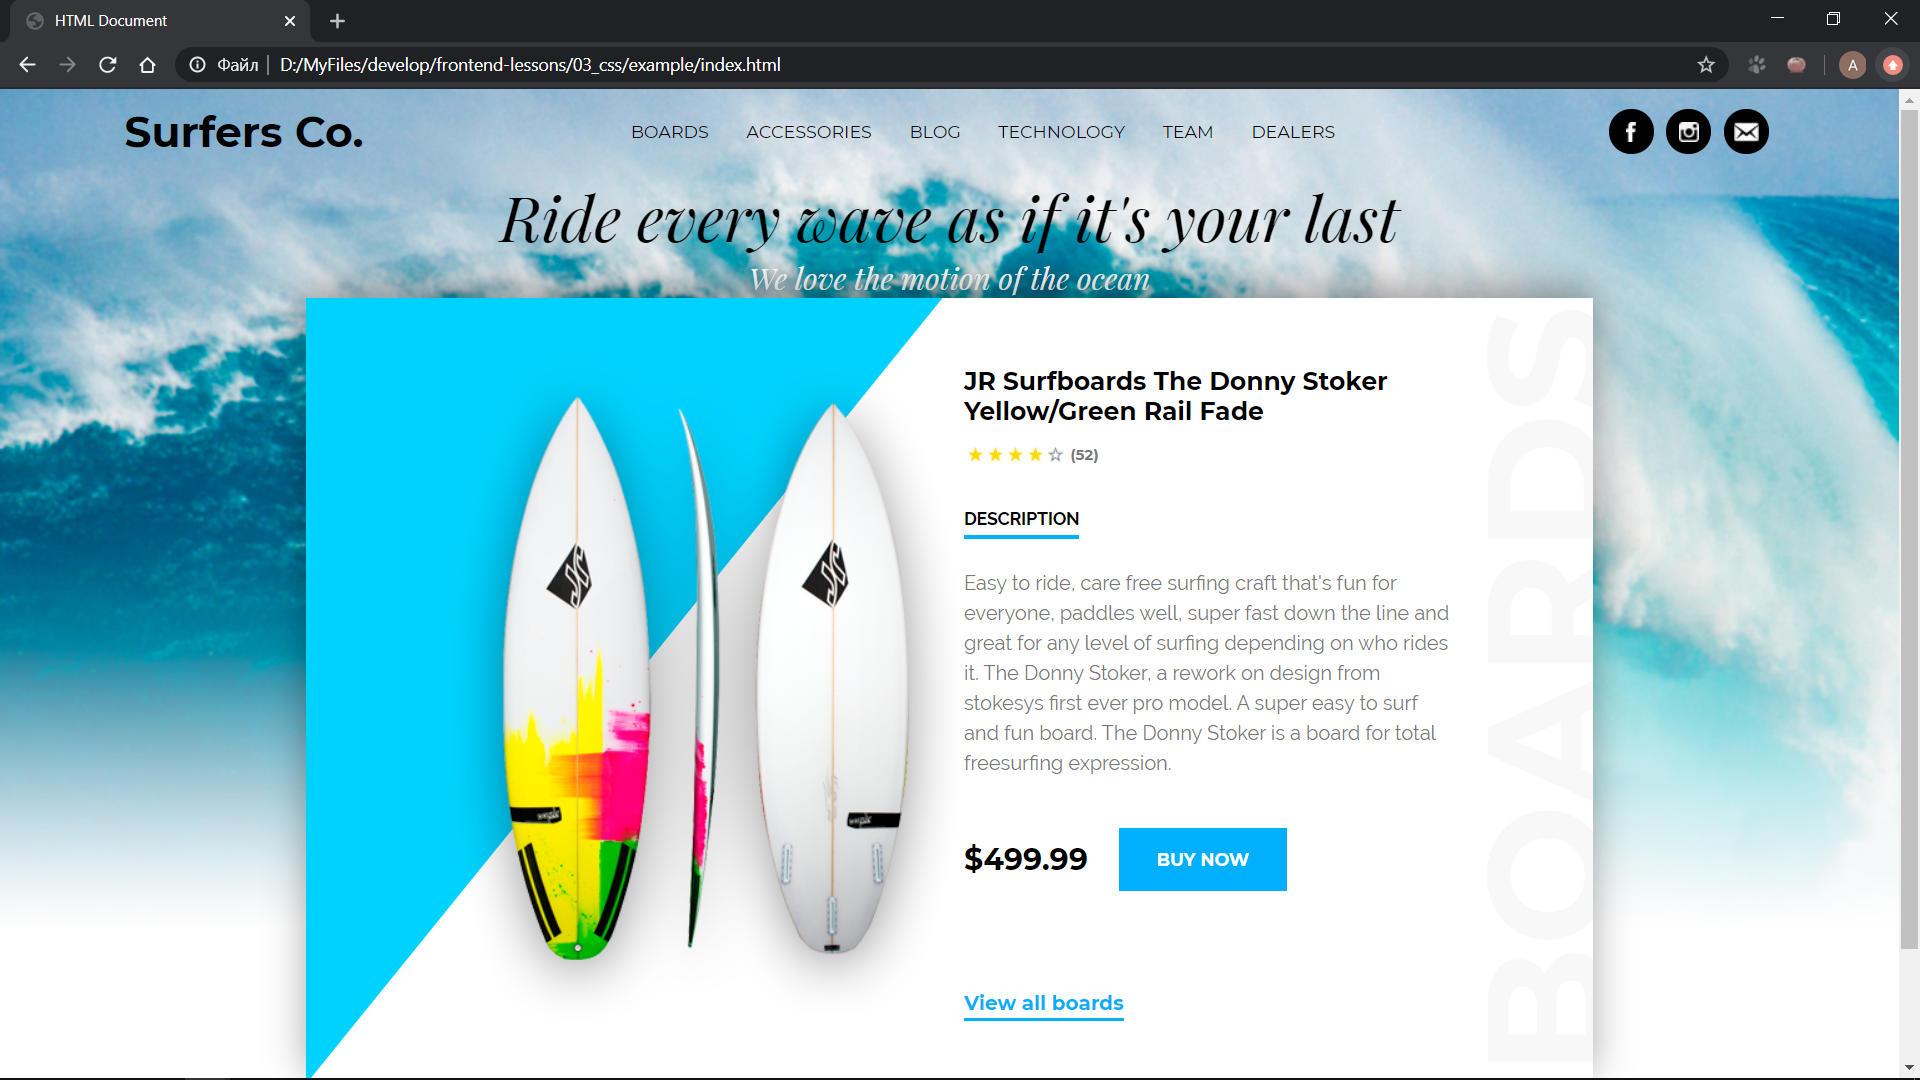 HTML Document
Файл
D:/MyFiles/develop/frontend-lessons/03_css/example/index.html
A
Surfers Co.
BOARDS ACCESSORIES BLOG TECHNOLOGY TEAM DEALERS
Ride every wave as if it's your last
We love the motion of the ocean
JR Surfboards The Donny Stoker
Yellow/Green Rail Fade
(52)
DESCRIPTION
Easy to ride, care free surfing craft that's fun for
everyone, paddles well, super fast down the line and
great for any level of surfing depending on who rides
it. The Donny Stoker, a rework on design from
stokesys first ever pro model. A super easy to surf
and fun board. The Donny Stoker is a board for total
freesurfing expression.
$499.99 BUY NOW
View all boards
BOARDS